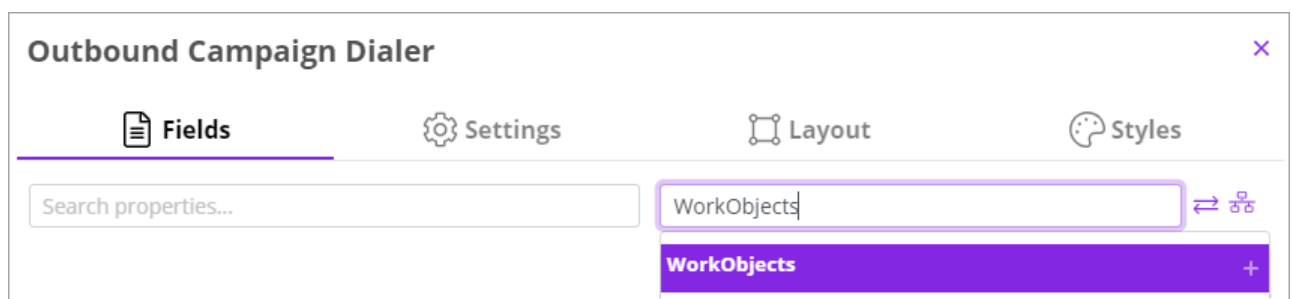 Outbound Campaign Dialer
Fields Settings Layout Styles
Search properties... WorkObjects
WorkObjects